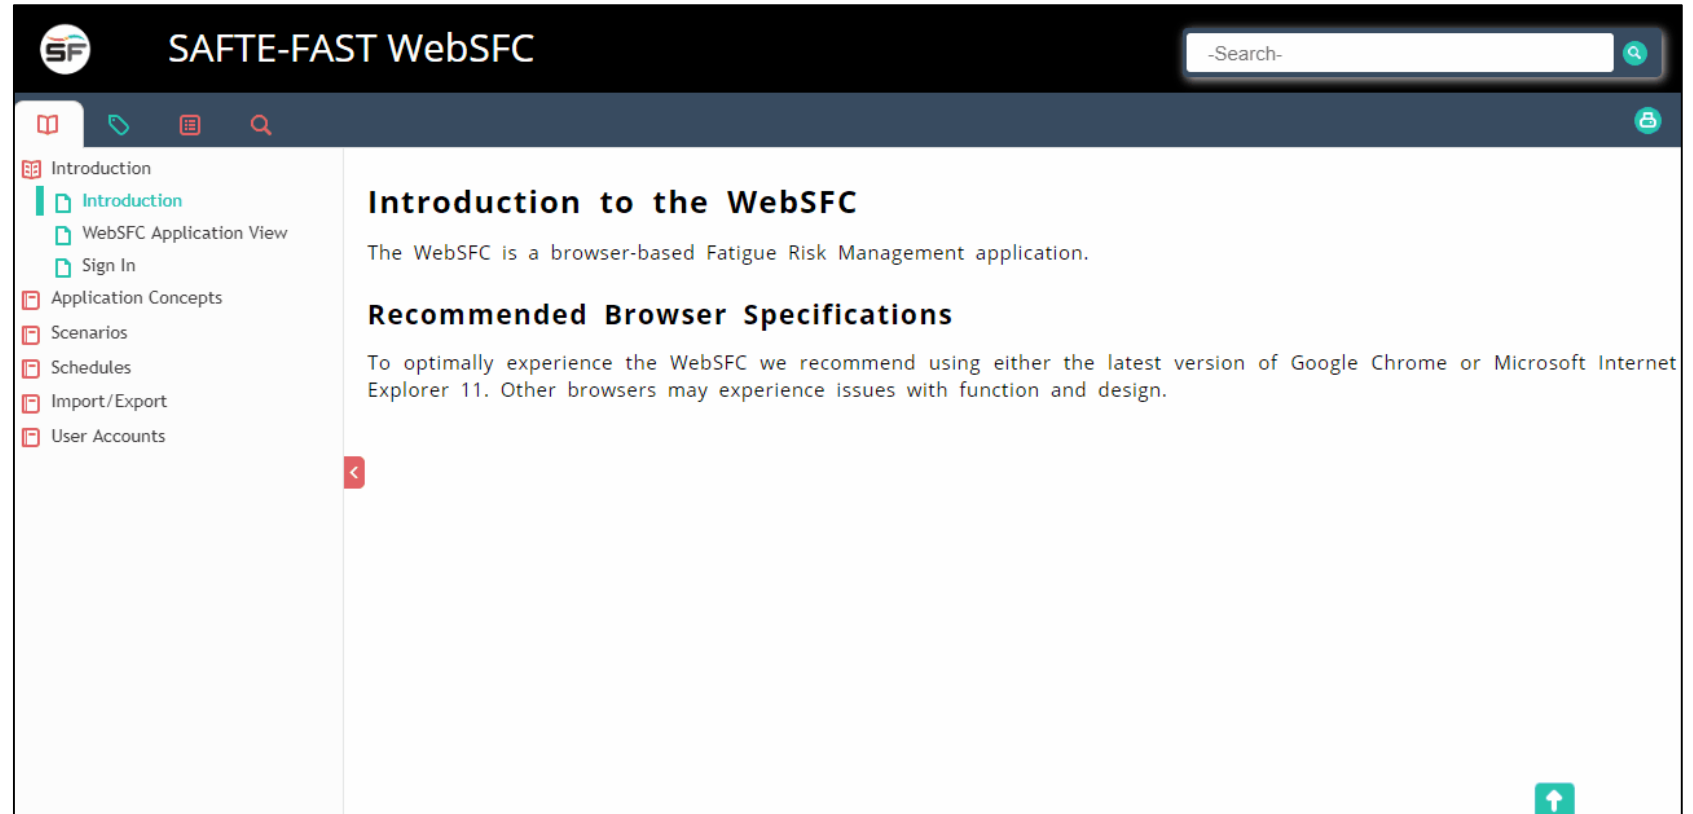 SF
SAFTE-FAST WebSFC
-Search-
Introduction
Introduction
WebSFC Application View
Sign In
Application Concepts
Scenarios
Schedules
Import/Export
User Accounts
Introduction to the WebSFC
The WebSFC is a browser-based Fatigue Risk Management application.
Recommended Browser Specifications
To optimally experience the WebSFC we recommend using either the latest version of Google Chrome or Microsoft Internet
Explorer 11. Other browsers may experience issues with function and design.